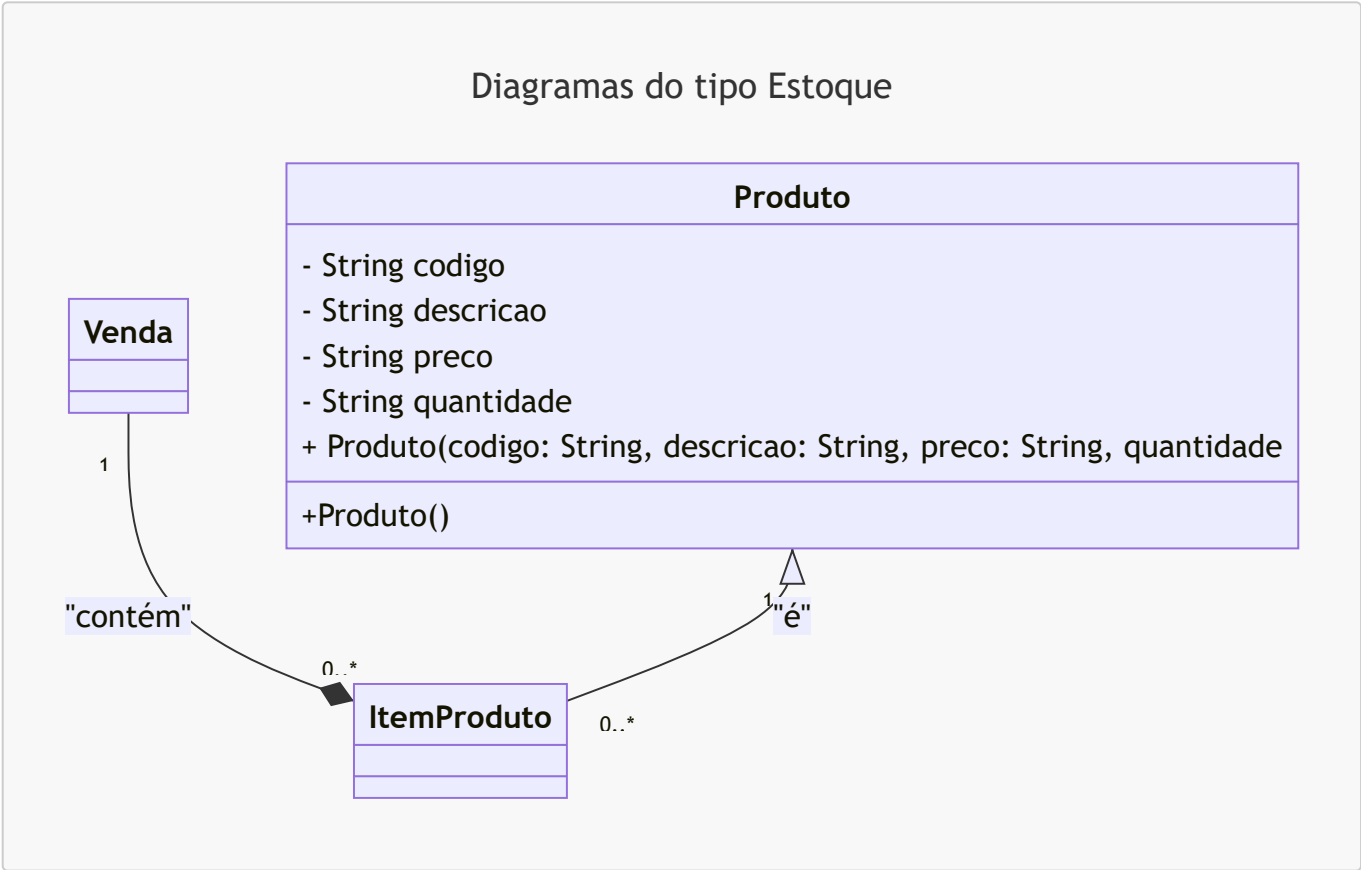 Diagramas do tipo Estoque
Produto
- String codigo
- String descricao
- String preco
- String quantidade
+ Produto(codigo: String, descricao: String, preco: String, quantidade
+Produto()
Venda
1
"contém"
0..*
1
"é"
ItemProduto
0..*